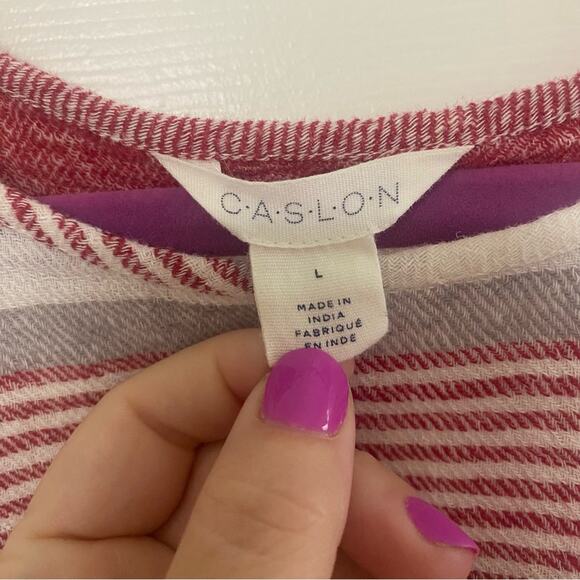 C·A·S·L·O·N
L
MADE IN
INDIA
FABRIQUÉ
EN INDE